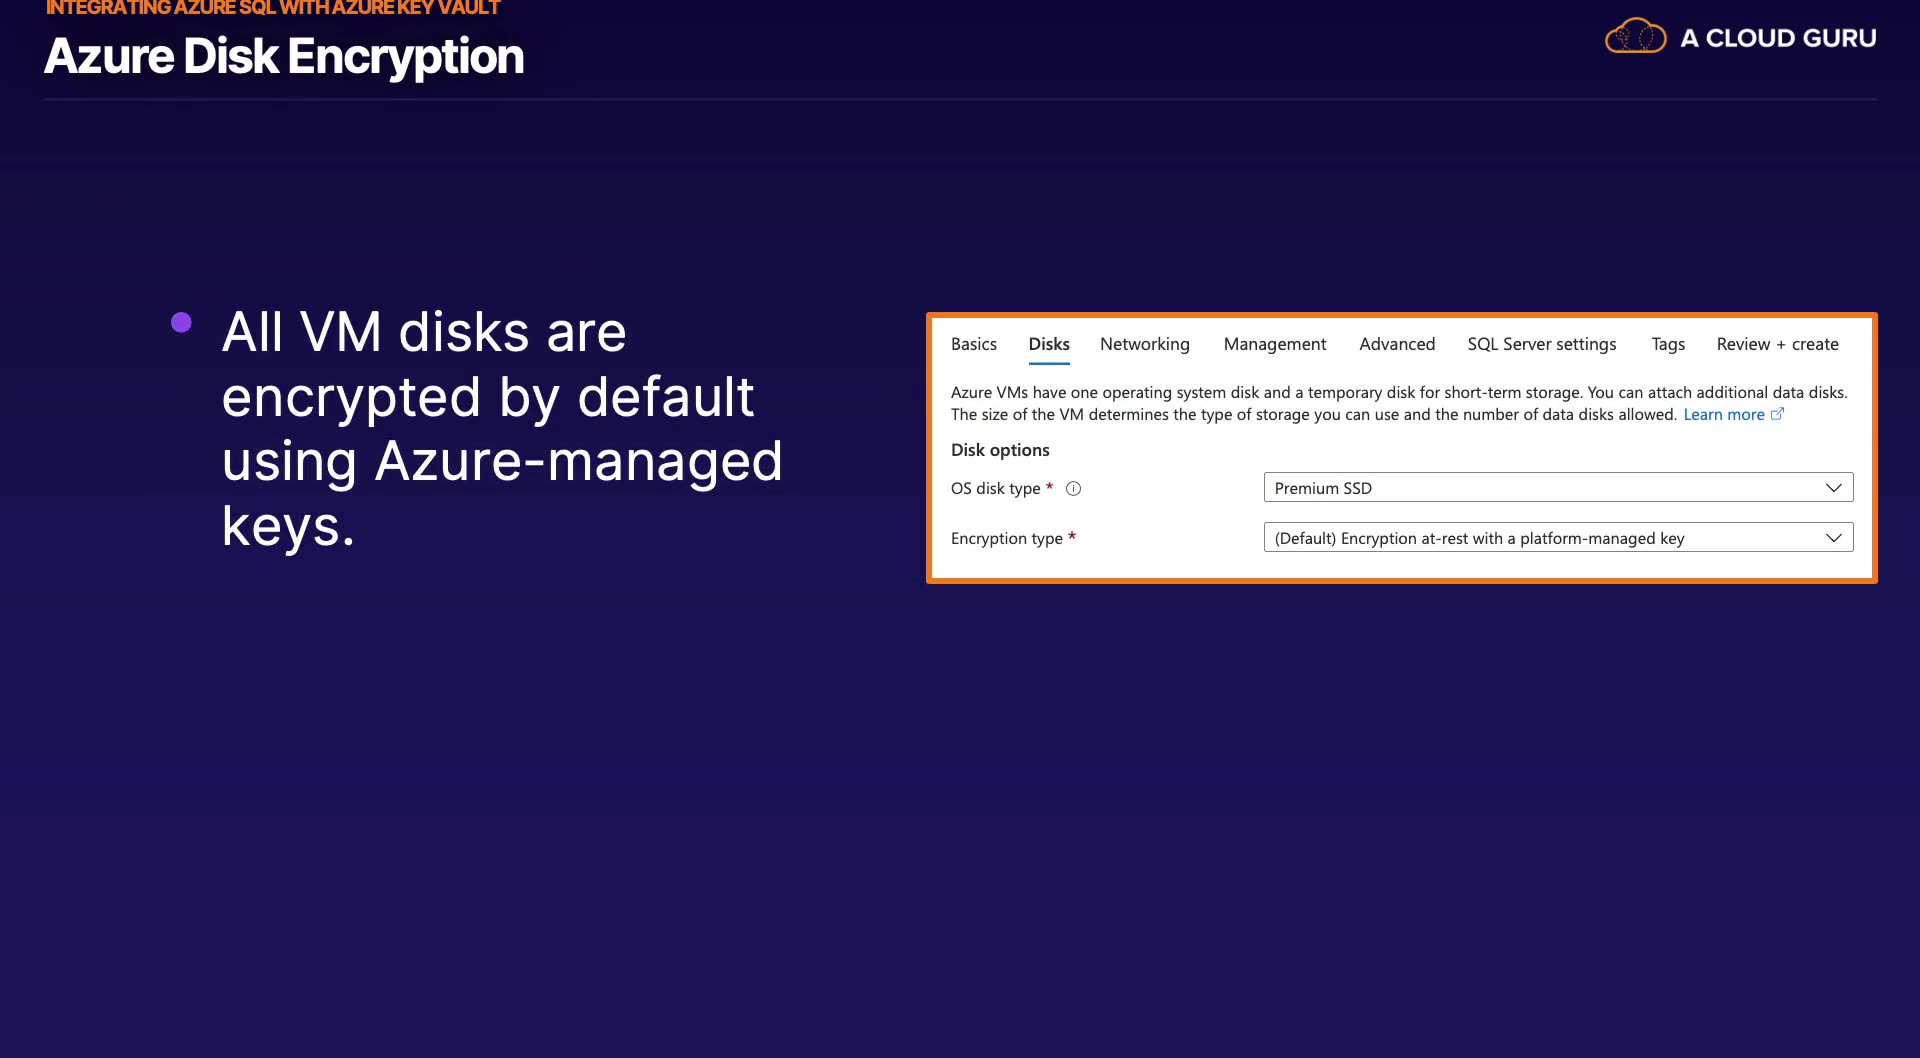 INTEGRATING AZURE SQL WITH AZURE KEY VAULT
Azure Disk Encryption
A CLOUD GURU
• All VM disks are
encrypted by default
using Azure-managed
keys.
Basics Disks Networking Management Advanced SQL Server settings Tags Review + create
Azure VMs have one operating system disk and a temporary disk for short-term storage. You can attach additional data disks.
The size of the VM determines the type of storage you can use and the number of data disks allowed. Learn more
Disk options
OS disk type * Premium SSD
Encryption type * (Default) Encryption at-rest with a platform-managed key